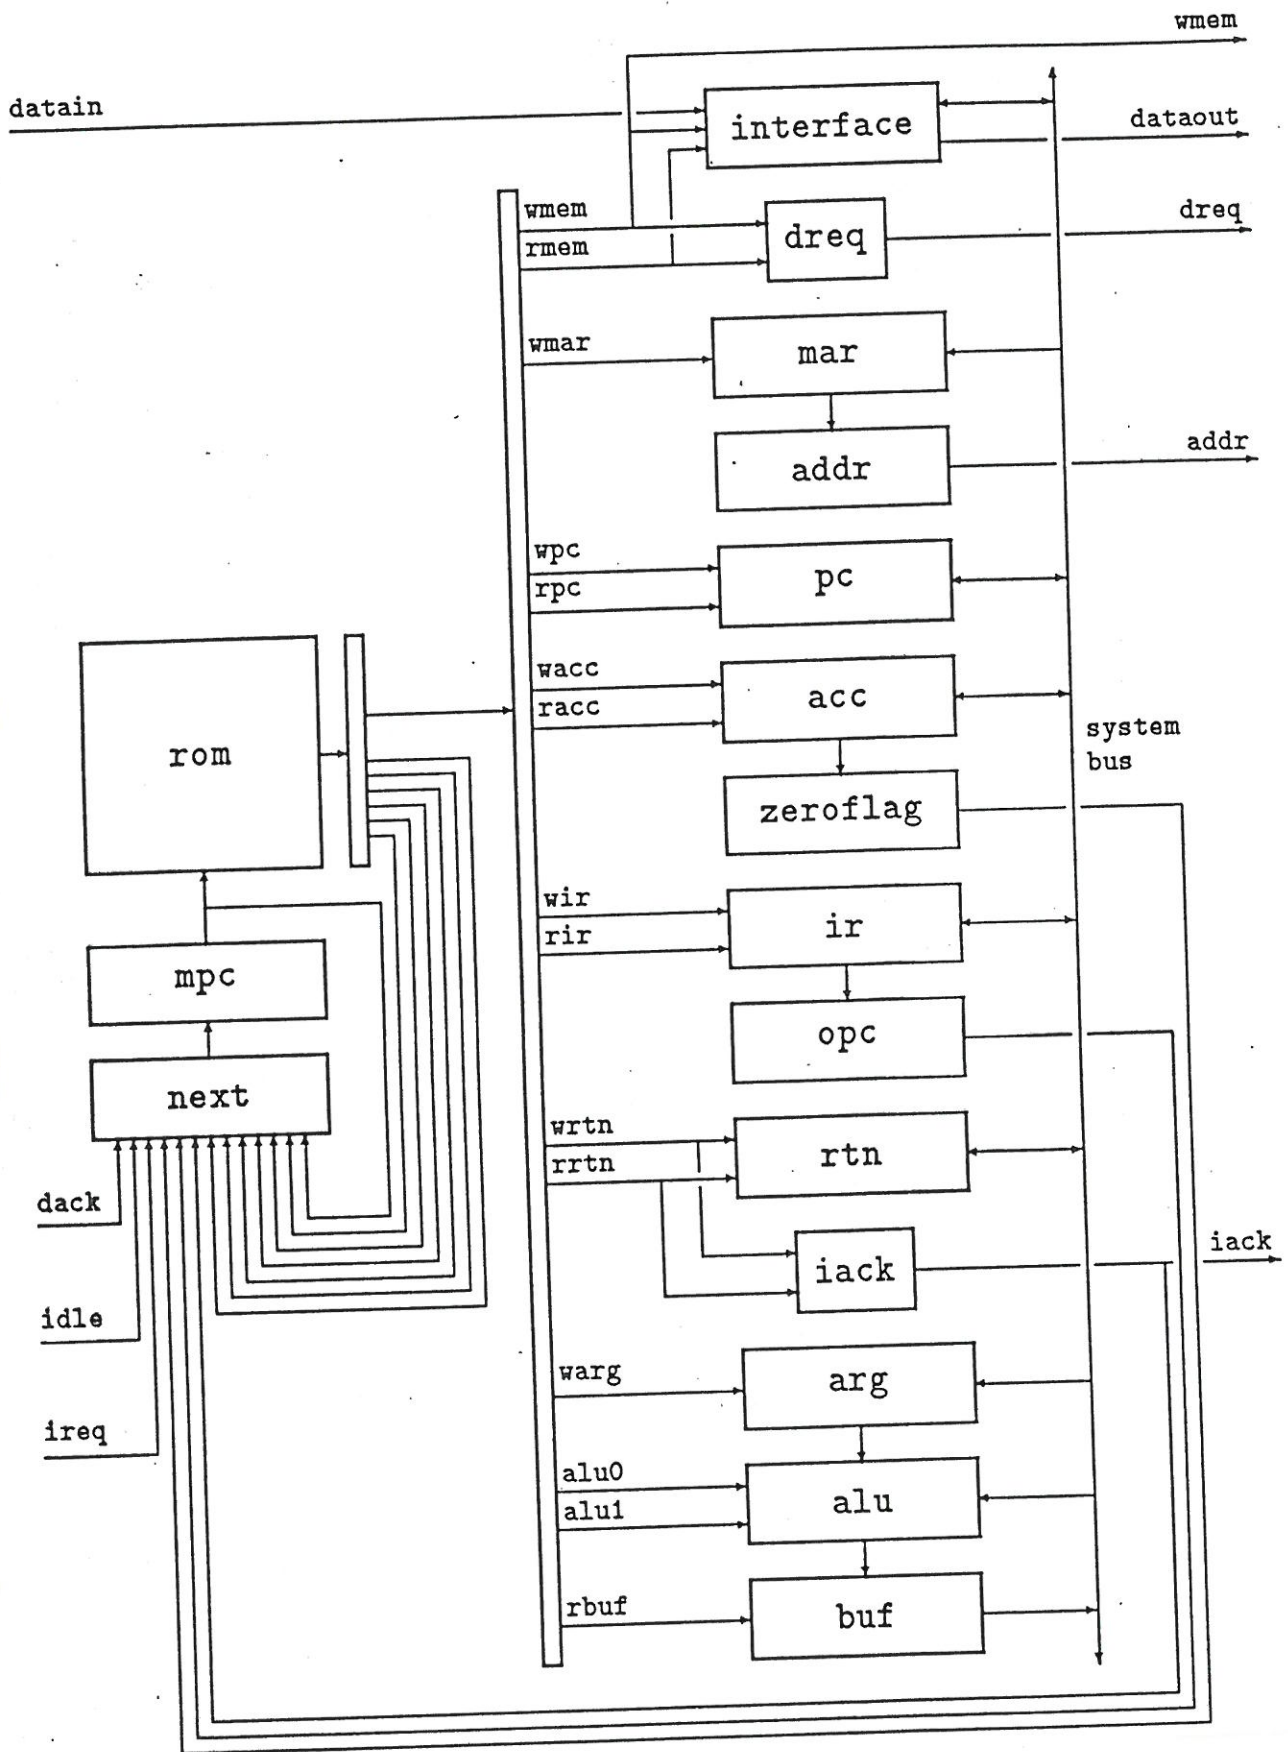 wmem
datain
interface
dataout
wmem
dreq
rmem
dreq
wmar
mar
addr
addr
wpc
pc
rpc
wacc
acc
racc
system
bus
rom
zeroflag
wir
ir
rir
mpc
opc
next
wrtn
rtn
rrtn
dack
iack
iack
idle
warg
arg
ireq
alu0
alu
alu1
rbuf
buf